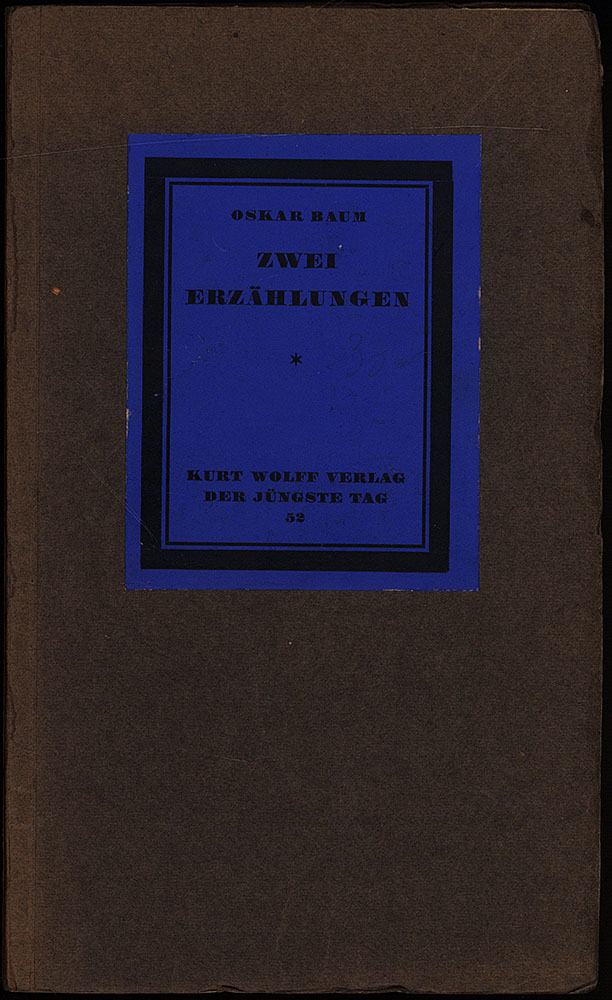 OSKAR BAUM
ZWEI
ERZÄHLUNGEN
*
KURT WOLFF VERLAG
DER JÜNGSTE TAG
52